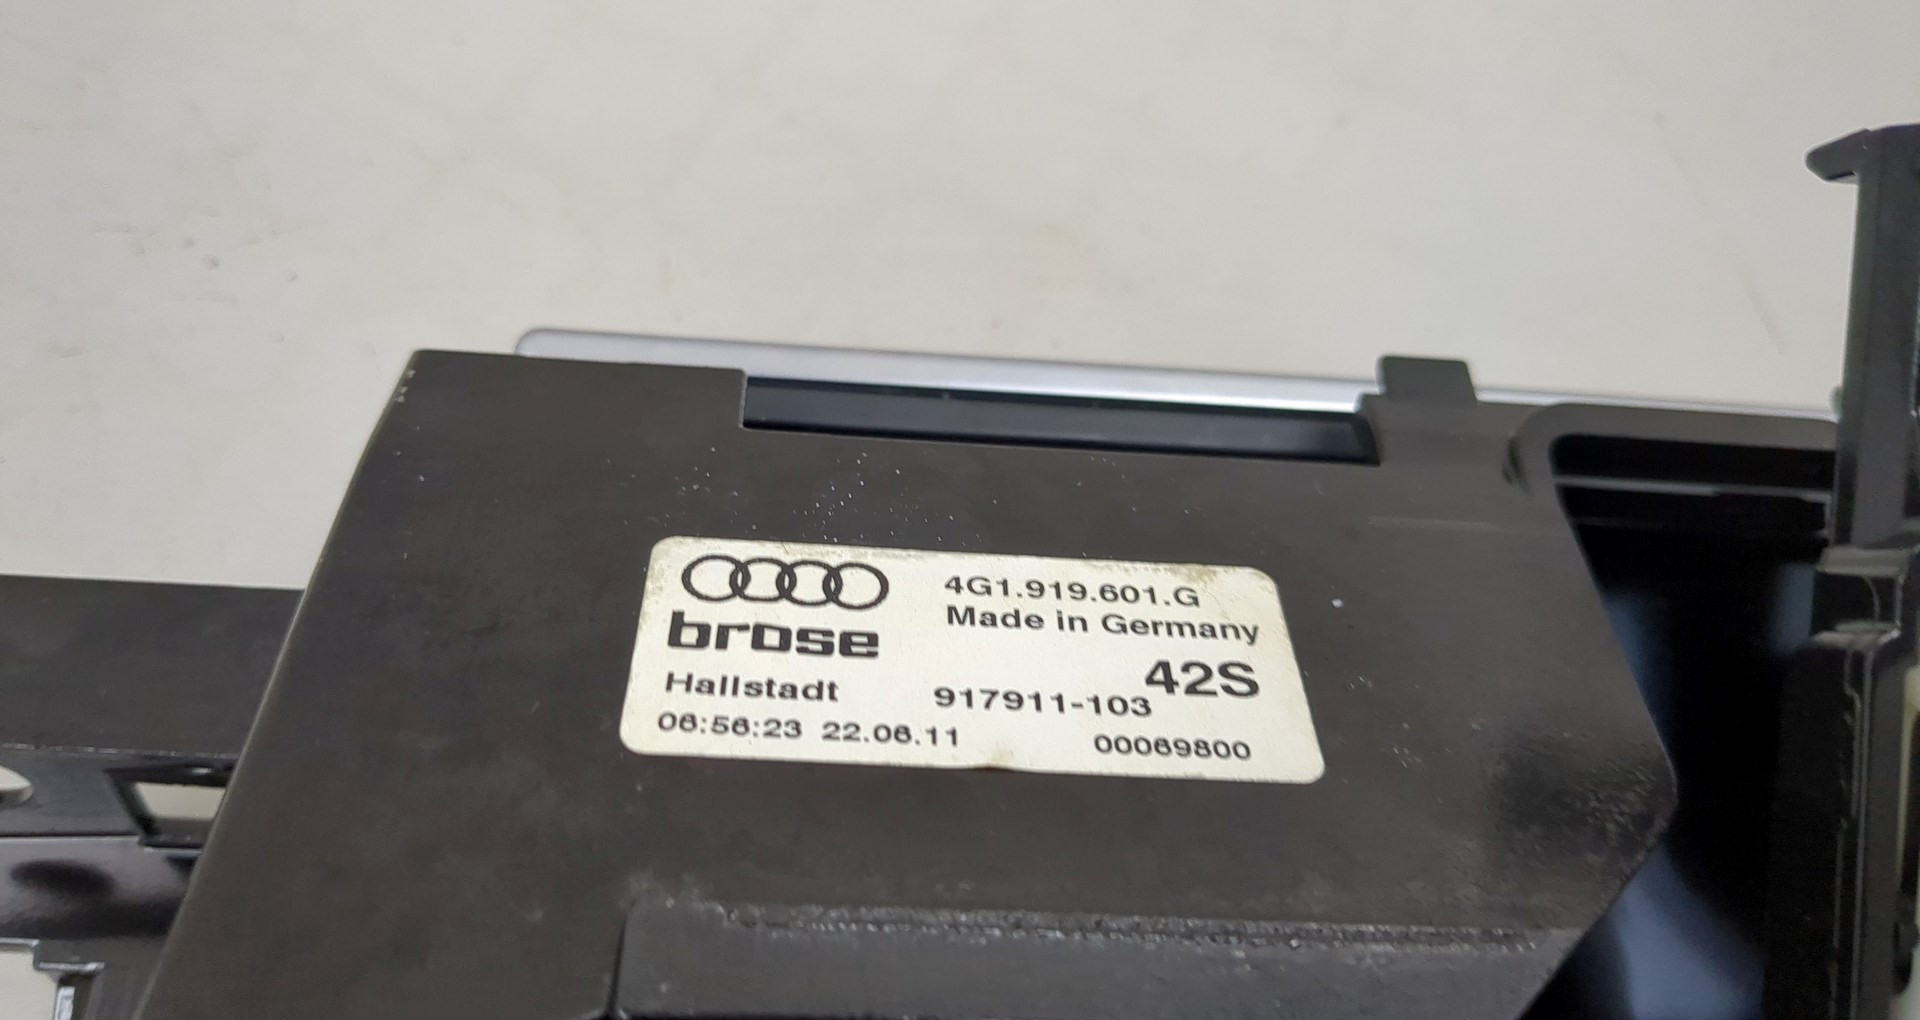 4G1.919.601.G
brose
Made in Germany
42S
Hallstadt
917911-103
06:56:23 22.06.11
00069800